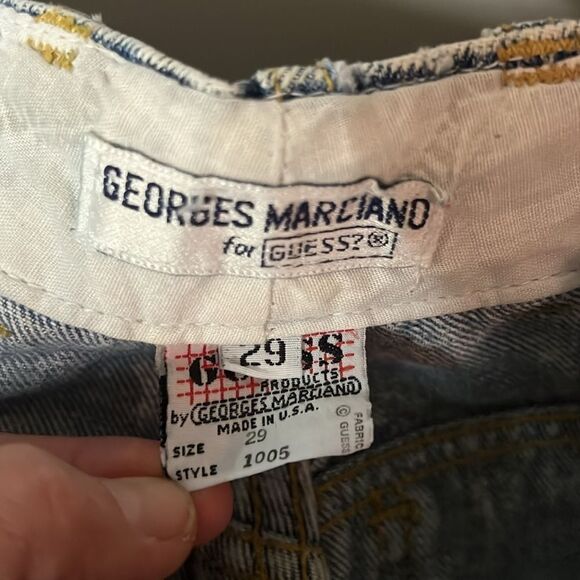 GEORGES MARCIANO
for GUESS?®
29
PRODUCTS
by GEORGES MARCIANO
MADE IN U.S.A.
SIZE 29
STYLE 1005
© GUESS
FABRIC